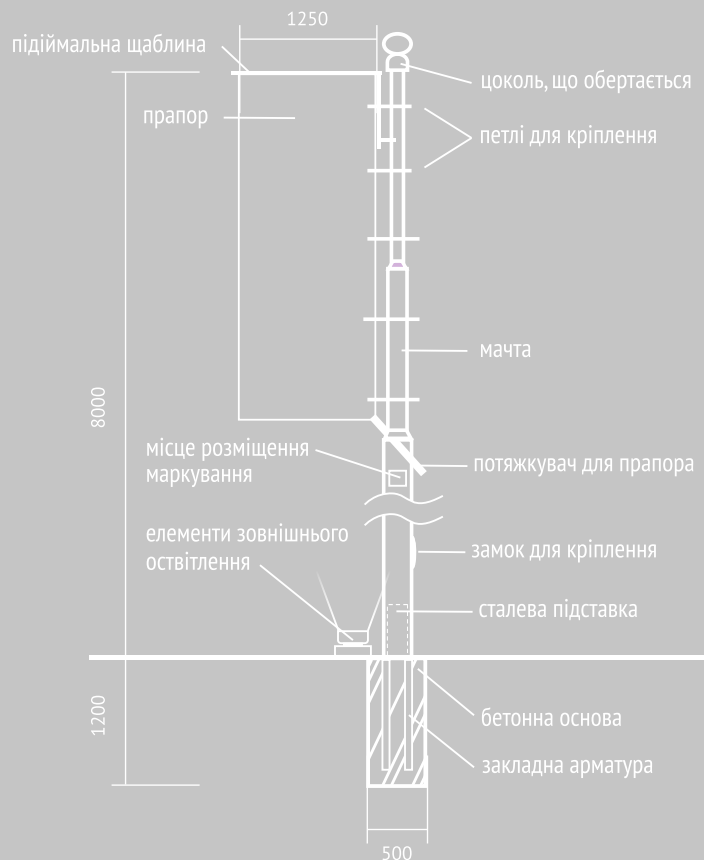 1250
підіймальна щаблина
цоколь, що обертається
прапор
петлі для кріплення
мачта
8000
місце розміщення
маркування
потяжкувач для прапора
елементи зовнішнього
оствітлення
замок для кріплення
сталева підставка
1200
бетонна основа
закладна арматура
500